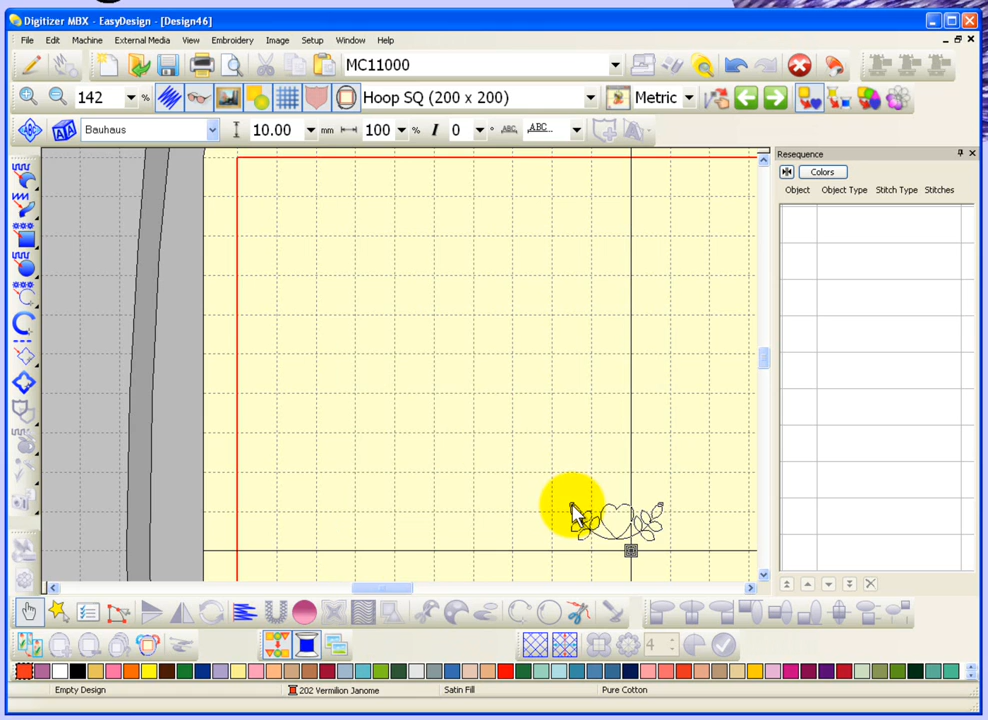 Digitizer MBX - EasyDesign - [Design46]
File Edit Machine External Media View Embroidery Image Setup Window Help
MC11000
142 % Hoop SQ (200 x 200) Metric
Bauhaus 10.00 mm 100 % I 0 ABC ABC...
Resequence
Colors
Object Object Type Stitch Type Stitches
4
Empty Design 202 Vermilion Janome Satin Fill Pure Cotton